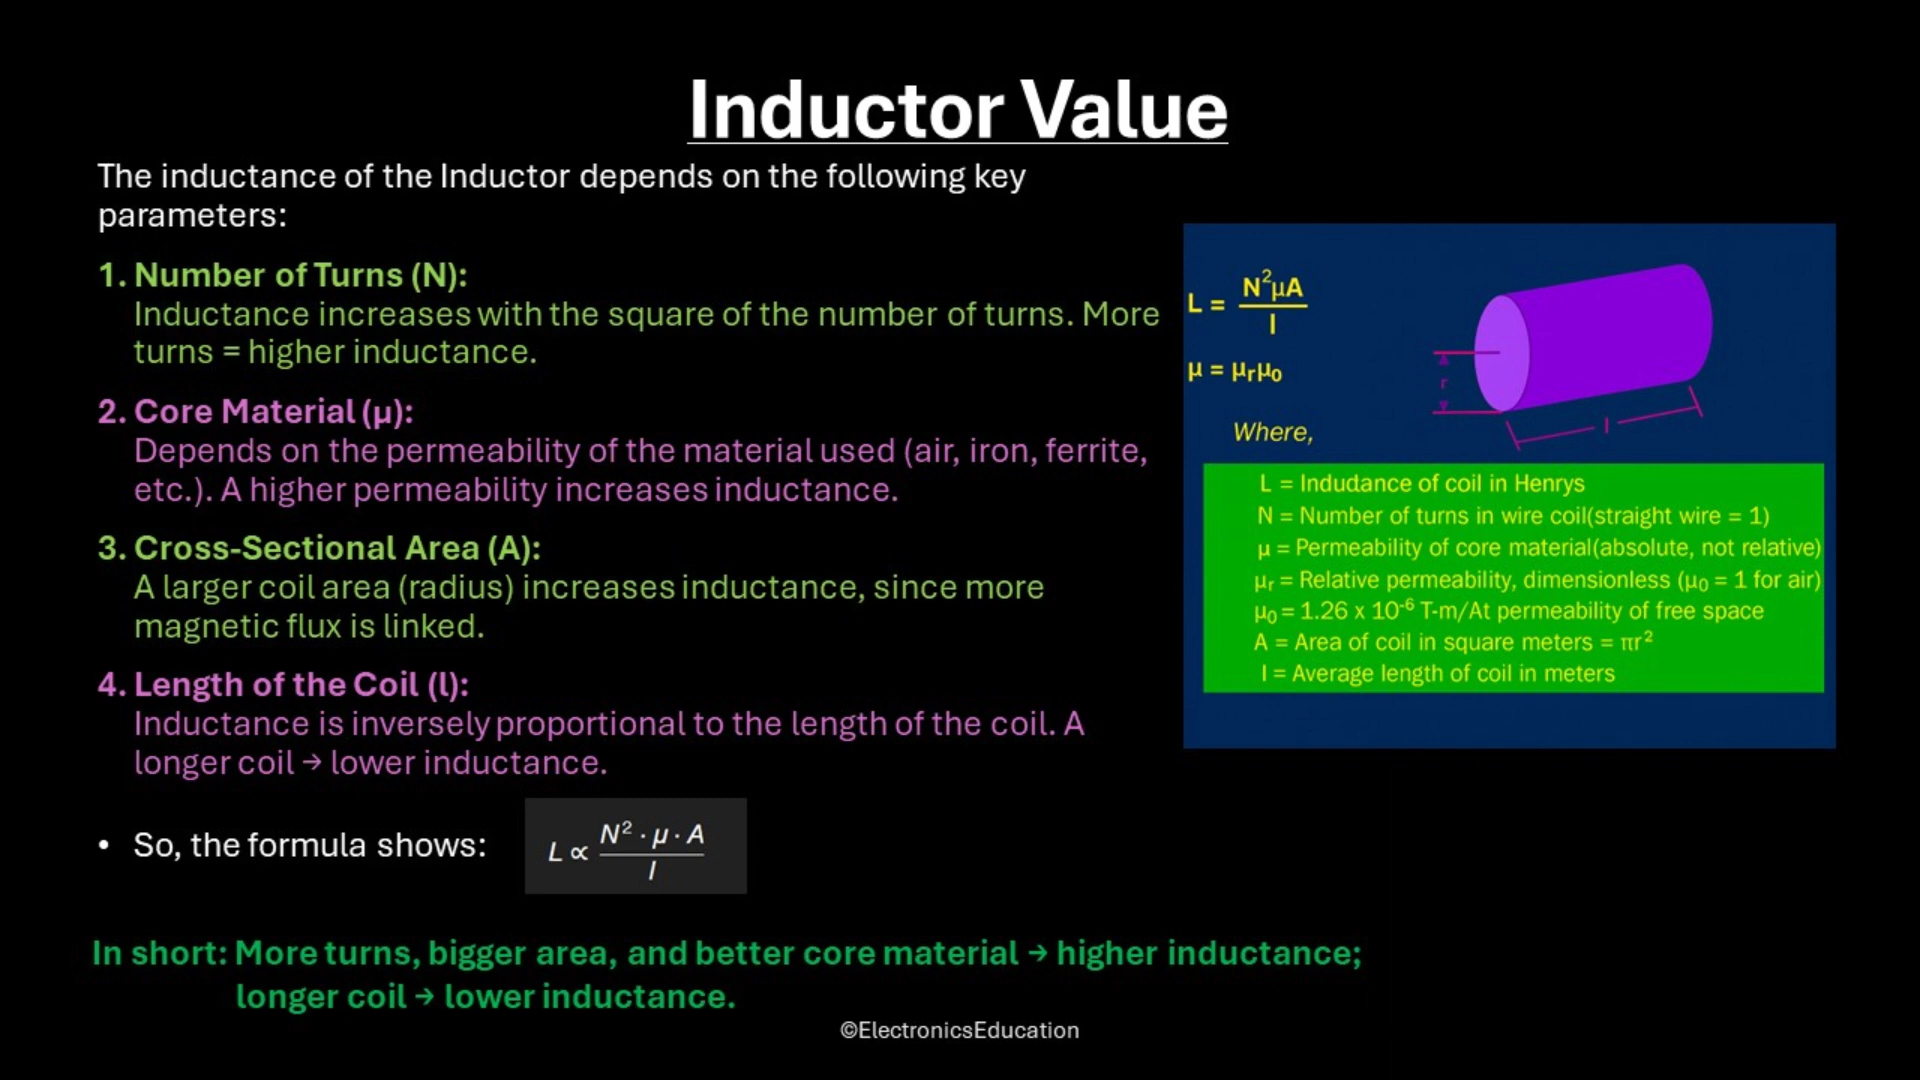 Inductor Value
The inductance of the Inductor depends on the following key
parameters:
1. Number of Turns (N):
Inductance increases with the square of the number of turns. More
turns = higher inductance.
2. Core Material (μ):
Depends on the permeability of the material used (air, iron, ferrite,
etc.). A higher permeability increases inductance.
3. Cross-Sectional Area (A):
A larger coil area (radius) increases inductance, since more
magnetic flux is linked.
4. Length of the Coil (l):
Inductance is inversely proportional to the length of the coil. A
longer coil → lower inductance.
• So, the formula shows:
L ∝ N² · μ · A / l
L = N²μA / l
μ = μrμ0
Where,
r
l
L = Inductance of coil in Henrys
N = Number of turns in wire coil(straight wire = 1)
μ = Permeability of core material(absolute, not relative)
μr = Relative permeability, dimensionless (μ0 = 1 for air)
μ0 = 1.26 x 10⁻⁶ T-m/At permeability of free space
A = Area of coil in square meters = πr²
l = Average length of coil in meters
In short: More turns, bigger area, and better core material → higher inductance;
longer coil → lower inductance.
©ElectronicsEducation